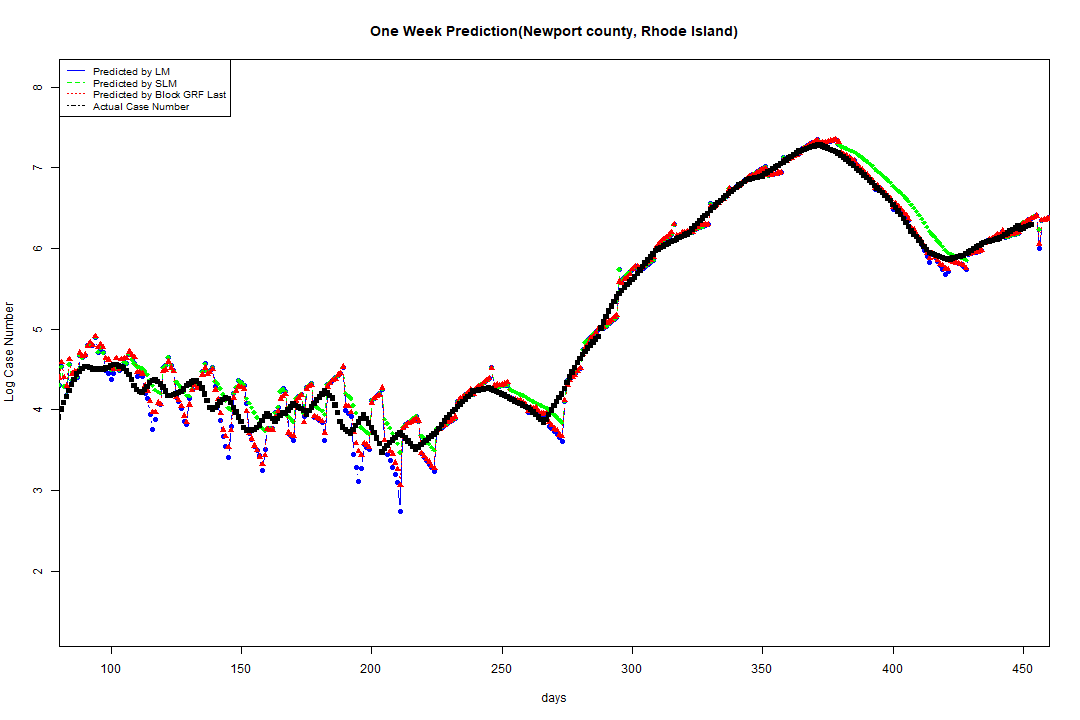 One Week Prediction(Newport county, Rhode Island)
Predicted by LM
Predicted by SLM
Predicted by Block GRF Last
Actual Case Number
Log Case Number
8
7
6
5
4
3
2
100 150 200 250 300 350 400 450
days